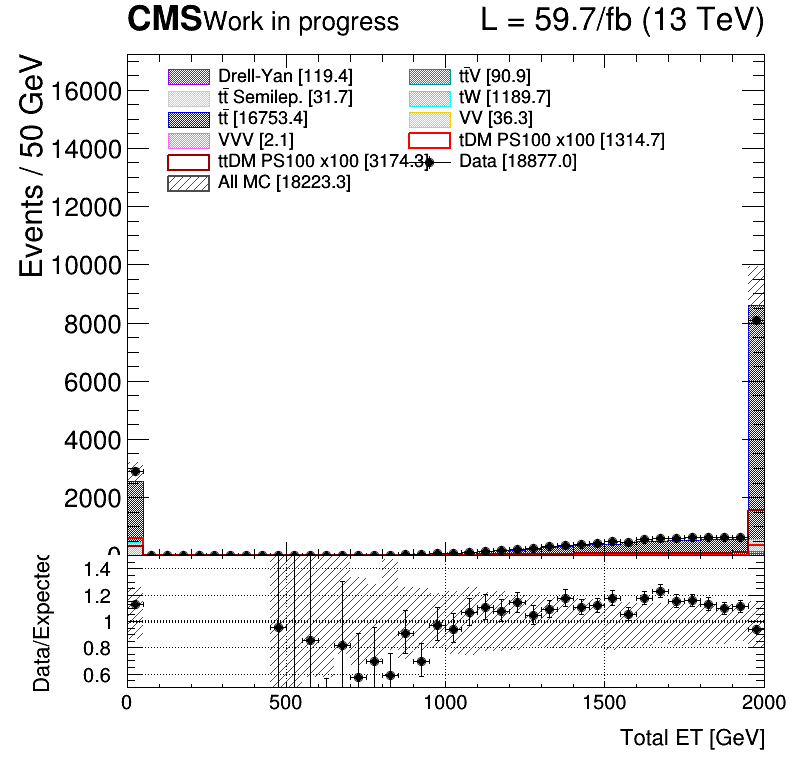 CMS Work in progress L = 59.7/fb (13 TeV)
Events / 50 GeV
Drell-Yan [119.4] tt̄V [90.9]
tt̄ Semilep. [31.7] tW [1189.7]
tt̄ [16753.4] VV [36.3]
VVV [2.1] tDM PS100 x100 [1314.7]
ttDM PS100 x100 [3174.3] Data [18877.0]
All MC [18223.3]
16000
14000
12000
10000
8000
6000
4000
2000
0
Data/Expected
1.4
1.2
1
0.8
0.6
0 500 1000 1500 2000
Total ET [GeV]